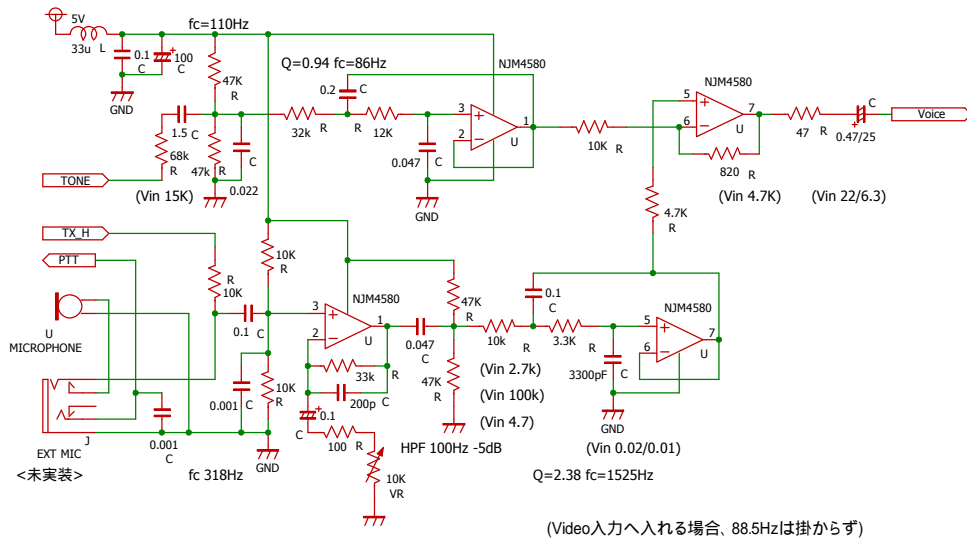 5V
33u L
0.1 C
100 C
GND
fc=110Hz
47K R
1.5 C
68k R
47k R
C 0.022
TONE
(Vin 15K)
Q=0.94 fc=86Hz
0.2 C
32k R
12K R
0.047 C
GND
NJM4580
3
2
1
U
10K R
NJM4580
5
6
7
U
820 R
47 R
C
0.47/25
Voice
(Vin 4.7K)
(Vin 22/6.3)
4.7K R
TX_H
PTT
R 10K
U
MICROPHONE
0.1 C
10K R
NJM4580
3
2
1
U
33k R
200p C
0.1 C
100 R
10K VR
10K R
0.001 C
GND
J
EXT MIC
<未実装>
0.001 C
fc 318Hz
0.047 C
47K R
47K R
HPF 100Hz -5dB
10k R
(Vin 2.7k)
(Vin 100k)
(Vin 4.7)
0.1 C
3.3K R
3300pF C
GND
(Vin 0.02/0.01)
NJM4580
5
6
7
U
Q=2.38 fc=1525Hz
(Video入力へ入れる場合、88.5Hzは掛からず)